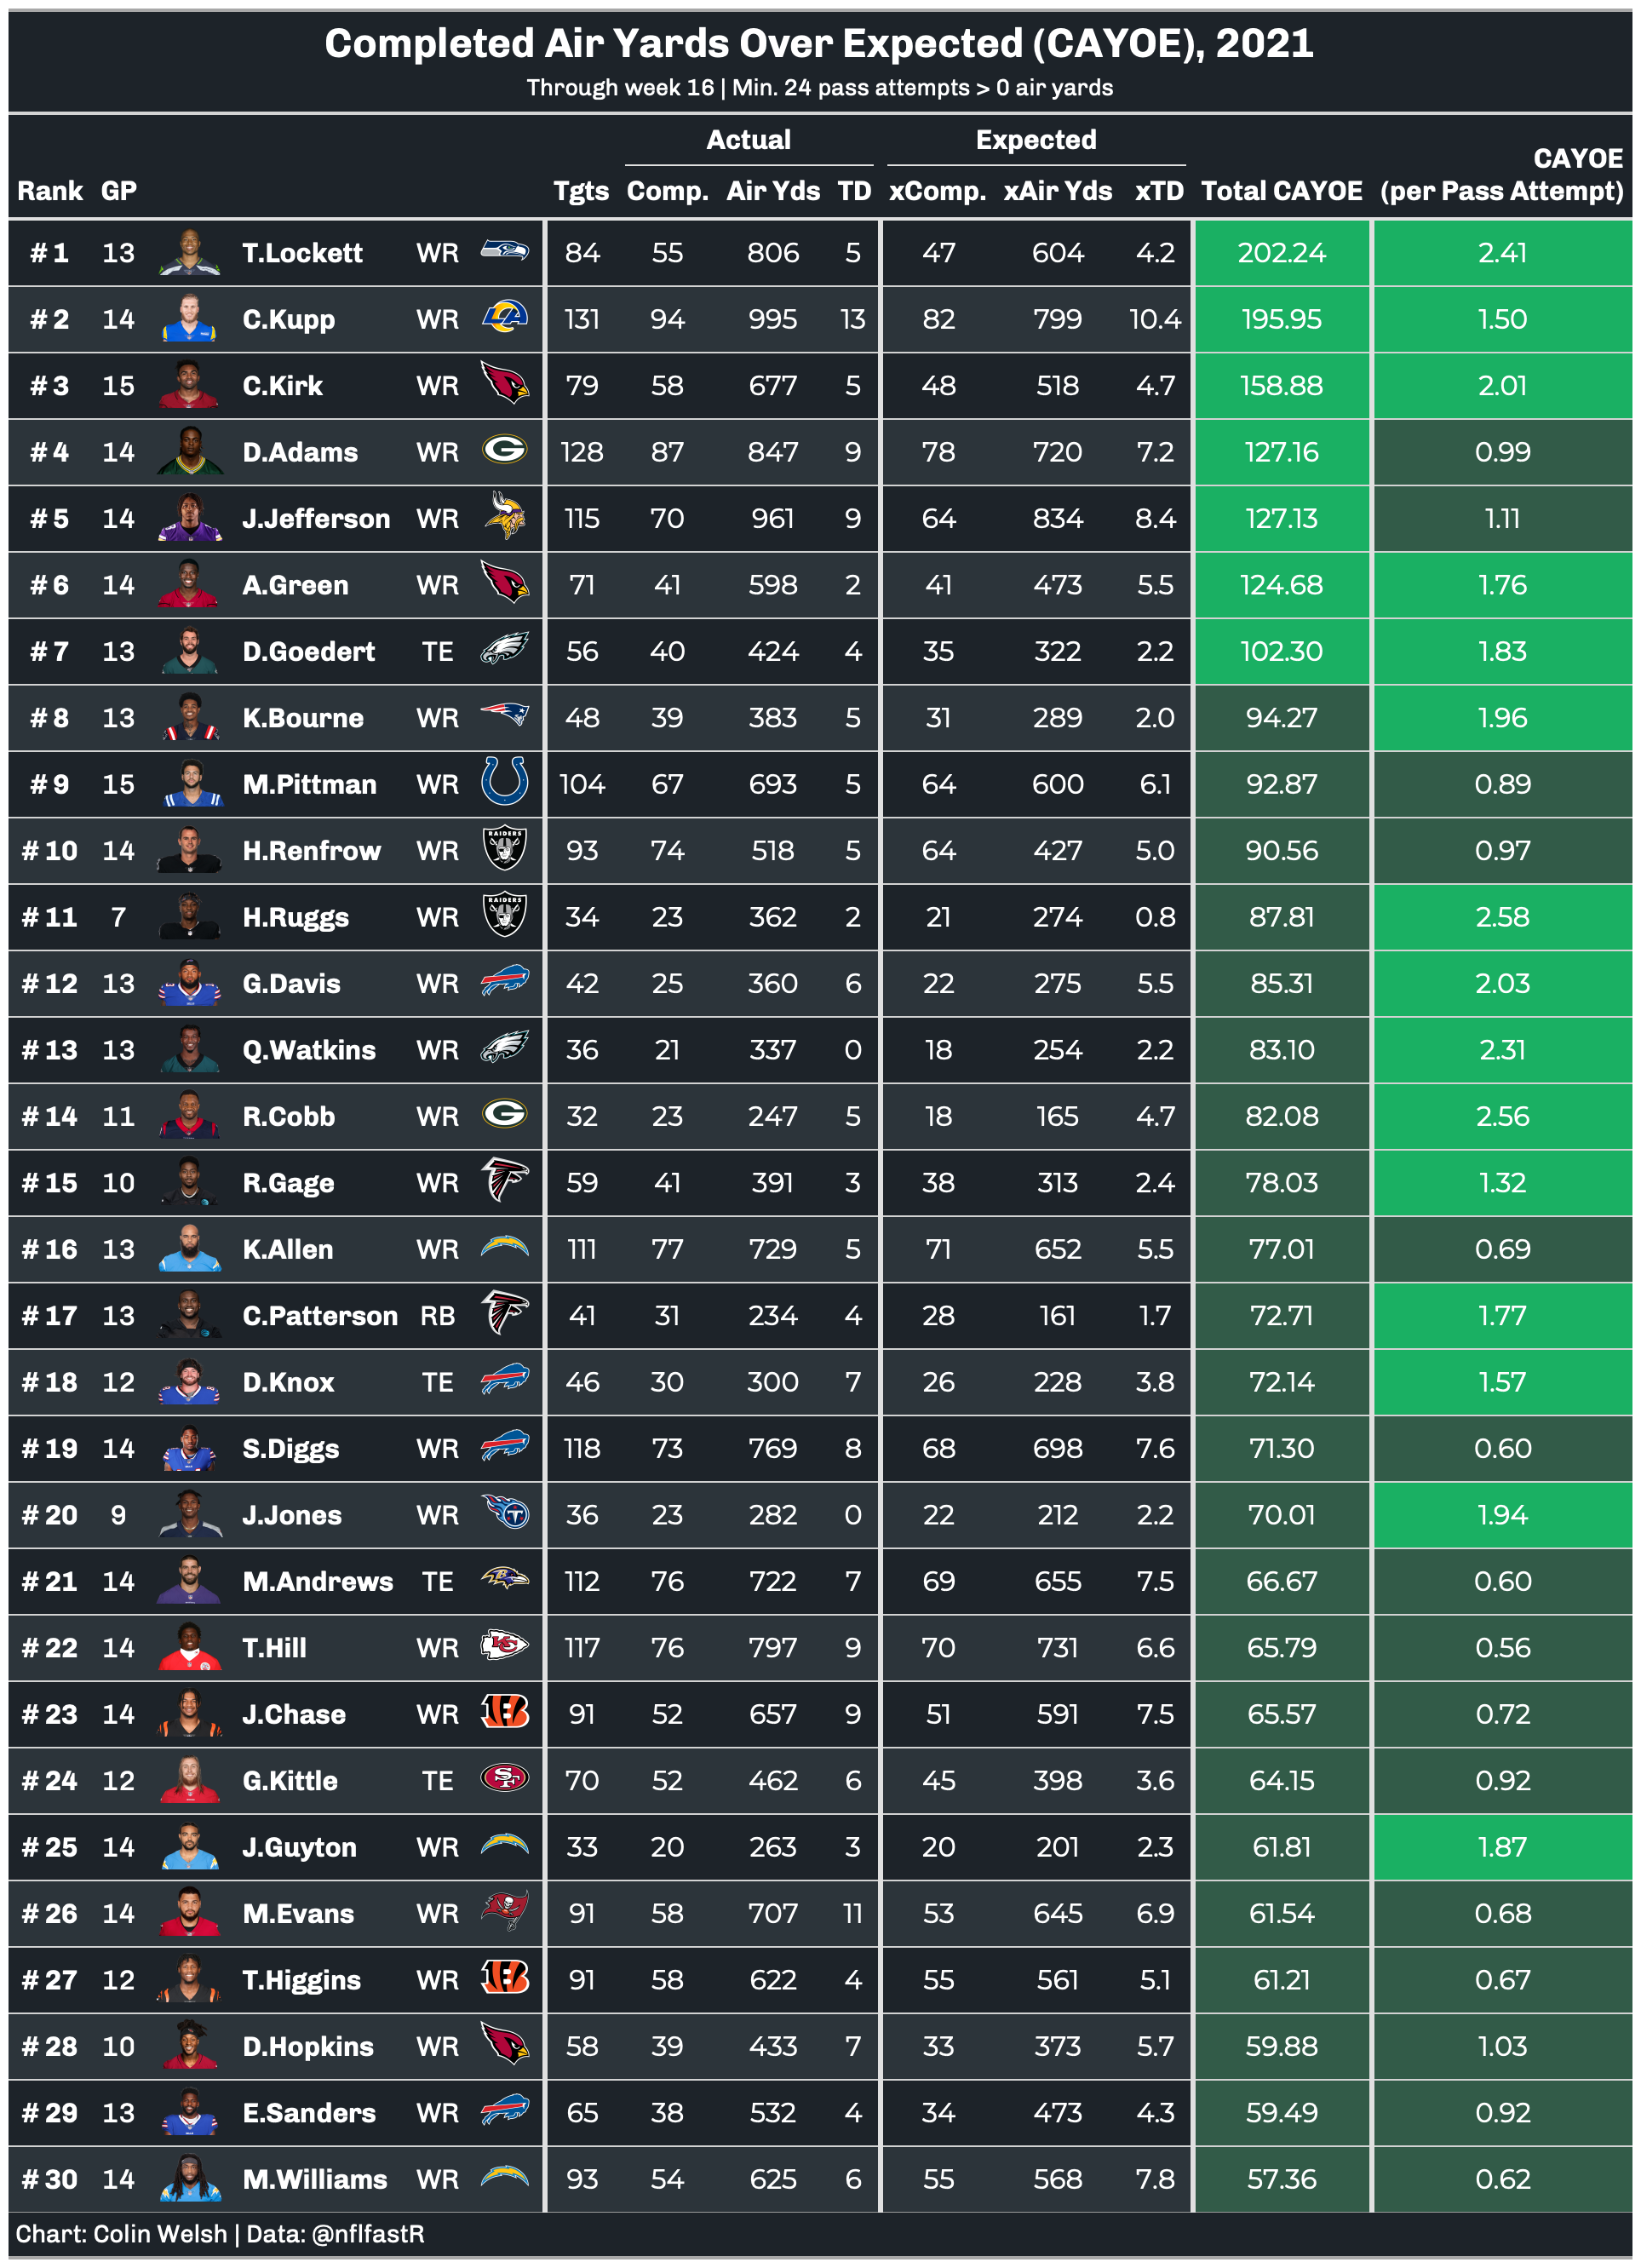 Completed Air Yards Over Expected (CAYOE), 2021
Through week 16 | Min. 24 pass attempts > 0 air yards
Actual Expected
Rank GP Tgts Comp. Air Yds TD xComp. xAir Yds xTD Total CAYOE CAYOE (per Pass Attempt)
# 1 13 T.Lockett WR 84 55 806 5 47 604 4.2 202.24 2.41
# 2 14 C.Kupp WR 131 94 995 13 82 799 10.4 195.95 1.50
# 3 15 C.Kirk WR 79 58 677 5 48 518 4.7 158.88 2.01
# 4 14 D.Adams WR 128 87 847 9 78 720 7.2 127.16 0.99
# 5 14 J.Jefferson WR 115 70 961 9 64 834 8.4 127.13 1.11
# 6 14 A.Green WR 71 41 598 2 41 473 5.5 124.68 1.76
# 7 13 D.Goedert TE 56 40 424 4 35 322 2.2 102.30 1.83
# 8 13 K.Bourne WR 48 39 383 5 31 289 2.0 94.27 1.96
# 9 15 M.Pittman WR 104 67 693 5 64 600 6.1 92.87 0.89
# 10 14 H.Renfrow WR RAIDERS 93 74 518 5 64 427 5.0 90.56 0.97
# 11 7 H.Ruggs WR RAIDERS 34 23 362 2 21 274 0.8 87.81 2.58
# 12 13 G.Davis WR 42 25 360 6 22 275 5.5 85.31 2.03
# 13 13 Q.Watkins WR 36 21 337 0 18 254 2.2 83.10 2.31
# 14 11 R.Cobb WR G 32 23 247 5 18 165 4.7 82.08 2.56
# 15 10 R.Gage WR 59 41 391 3 38 313 2.4 78.03 1.32
# 16 13 K.Allen WR 111 77 729 5 71 652 5.5 77.01 0.69
# 17 13 C.Patterson RB 41 31 234 4 28 161 1.7 72.71 1.77
# 18 12 D.Knox TE 46 30 300 7 26 228 3.8 72.14 1.57
# 19 14 S.Diggs WR 118 73 769 8 68 698 7.6 71.30 0.60
# 20 9 J.Jones WR 36 23 282 0 22 212 2.2 70.01 1.94
# 21 14 M.Andrews TE 112 76 722 7 69 655 7.5 66.67 0.60
# 22 14 T.Hill WR KC 117 76 797 9 70 731 6.6 65.79 0.56
# 23 14 J.Chase WR 91 52 657 9 51 591 7.5 65.57 0.72
# 24 12 G.Kittle TE SF 70 52 462 6 45 398 3.6 64.15 0.92
# 25 14 J.Guyton WR 33 20 263 3 20 201 2.3 61.81 1.87
# 26 14 M.Evans WR 91 58 707 11 53 645 6.9 61.54 0.68
# 27 12 T.Higgins WR 91 58 622 4 55 561 5.1 61.21 0.67
# 28 10 D.Hopkins WR 58 39 433 7 33 373 5.7 59.88 1.03
# 29 13 E.Sanders WR 65 38 532 4 34 473 4.3 59.49 0.92
# 30 14 M.Williams WR 93 54 625 6 55 568 7.8 57.36 0.62
Chart: Colin Welsh | Data: @nflfastR